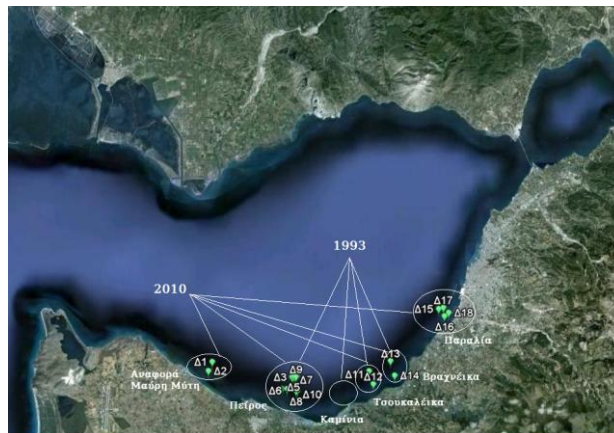 1993
2010
Δ17
Δ15
Δ18
Δ16
Παραλία
Δ13
Δ1
Δ2
Αναφορά
Μαύρη Μύτη
Δ9
Δ3
Δ7
Δ6
Δ5
Δ10
Δ8
Πείρος
Καμίνια
Δ11
Δ12
Τσουκαλέικα
Δ14
Βραχνέικα